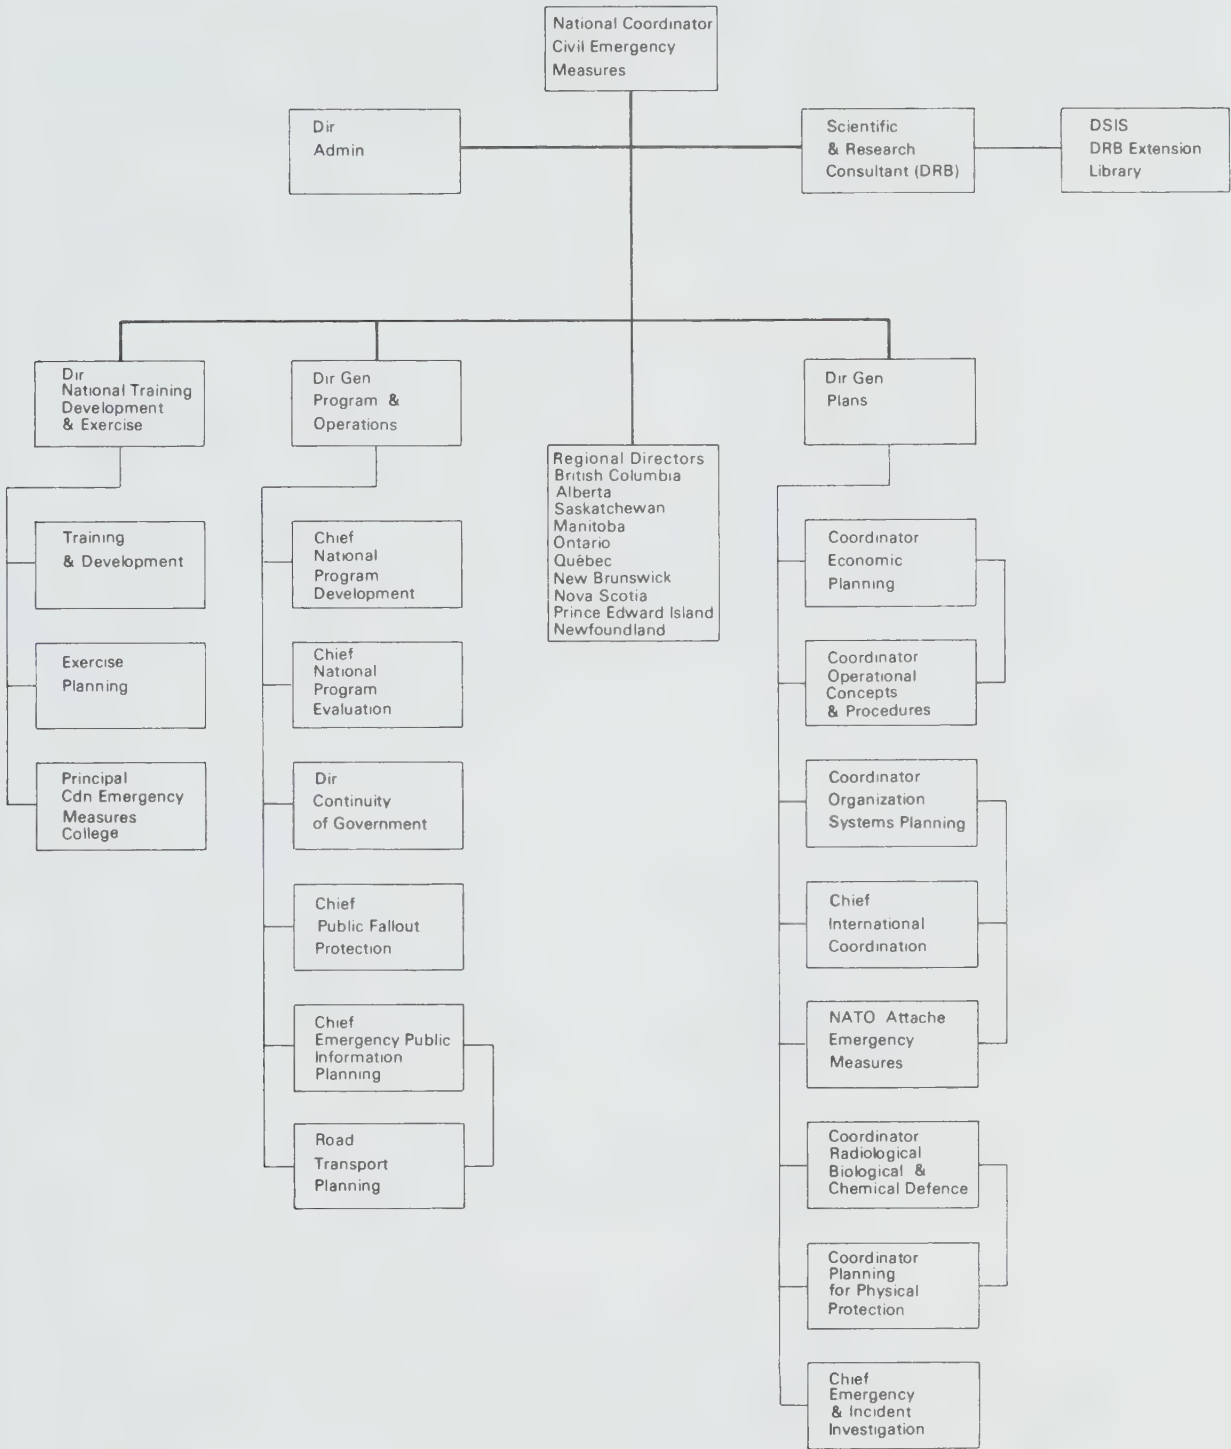 National Coordinator
Civil Emergency
Measures
Dir
Admin
Scientific
& Research
Consultant (DRB)
DSIS
DRB Extension
Library
Dir
National Training
Development
& Exercise
Dir Gen
Program &
Operations
Dir Gen
Plans
Regional Directors
British Columbia
Alberta
Saskatchewan
Manitoba
Ontario
Québec
New Brunswick
Nova Scotia
Prince Edward Island
Newfoundland
Training
& Development
Exercise
Planning
Principal
Cdn Emergency
Measures
College
Chief
National
Program
Development
Chief
National
Program
Evaluation
Dir
Continuity
of Government
Chief
Public Fallout
Protection
Chief
Emergency Public
Information
Planning
Road
Transport
Planning
Coordinator
Economic
Planning
Coordinator
Operational
Concepts
& Procedures
Coordinator
Organization
Systems Planning
Chief
International
Coordination
NATO Attache
Emergency
Measures
Coordinator
Radiological
Biological &
Chemical Defence
Coordinator
Planning
for Physical
Protection
Chief
Emergency
& Incident
Investigation